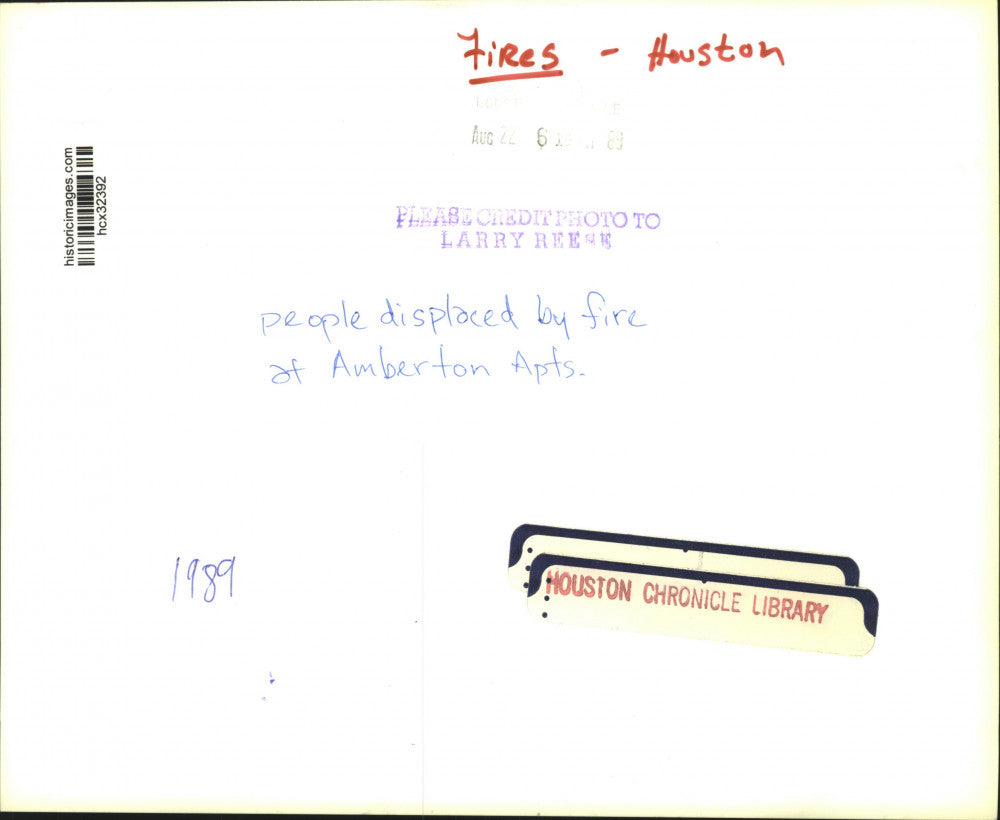 Fires - Houston
Aug 22 6 89
PLEASE CREDIT PHOTO TO
LARRY REESE
historicimages.com
hcx32392
people displaced by fire
at Amberton Apts.
1989
HOUSTON CHRONICLE LIBRARY